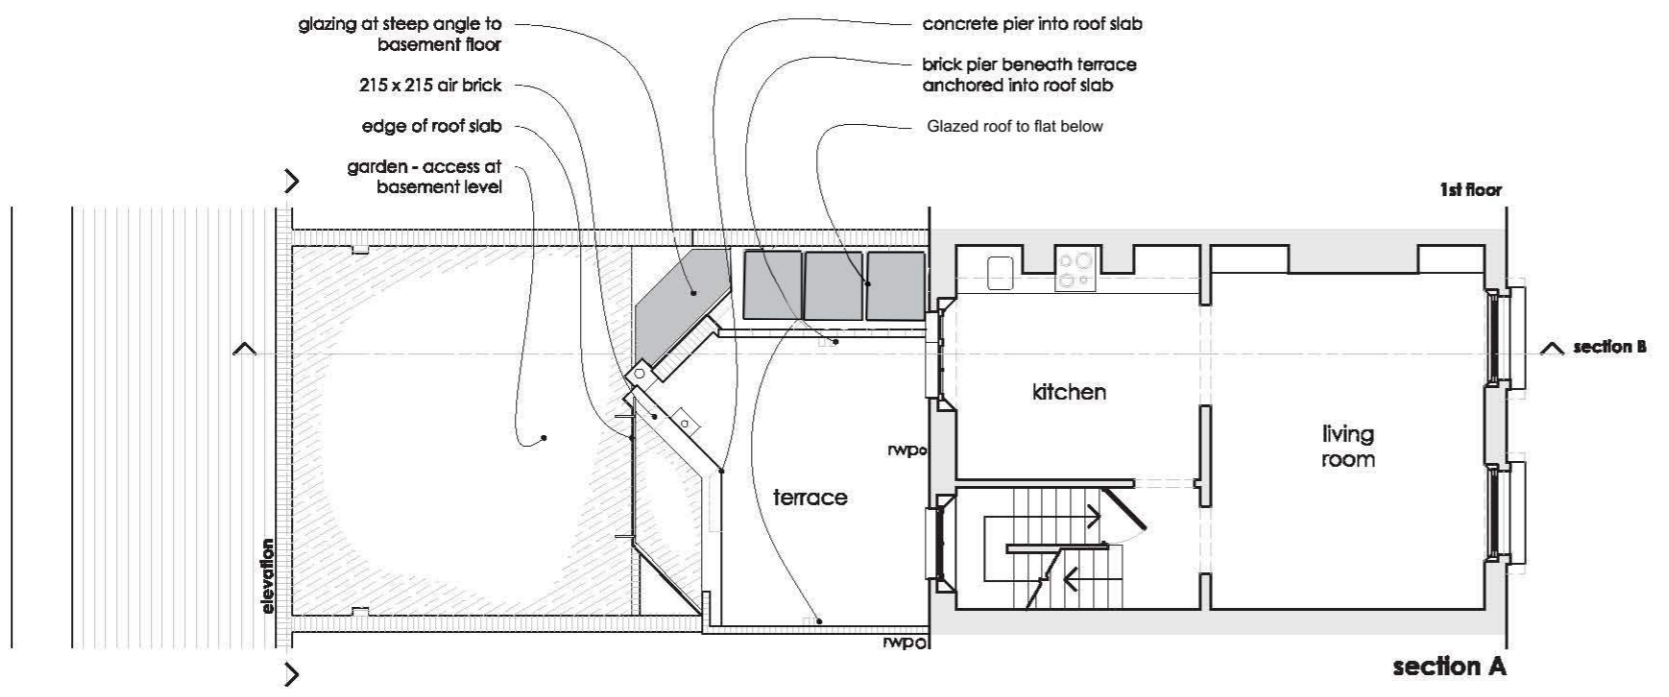 glazing at steep angle to
basement floor
215 x 215 air brick
edge of roof slab
garden - access at
basement level
concrete pier into roof slab
brick pier beneath terrace
anchored into roof slab
Glazed roof to flat below
1st floor
section B
kitchen
living
room
rwp
terrace
elevation
rwp
section A